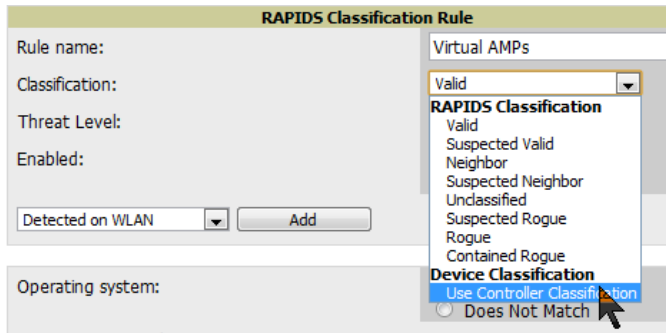 RAPIDS Classification Rule
Rule name:
Virtual AMPs
Classification:
Valid
RAPIDS Classification
Valid
Suspected Valid
Neighbor
Suspected Neighbor
Unclassified
Suspected Rogue
Rogue
Contained Rogue
Device Classification
Use Controller Classification
Threat Level:
Enabled:
Detected on WLAN
Add
Operating system:
Does Not Match